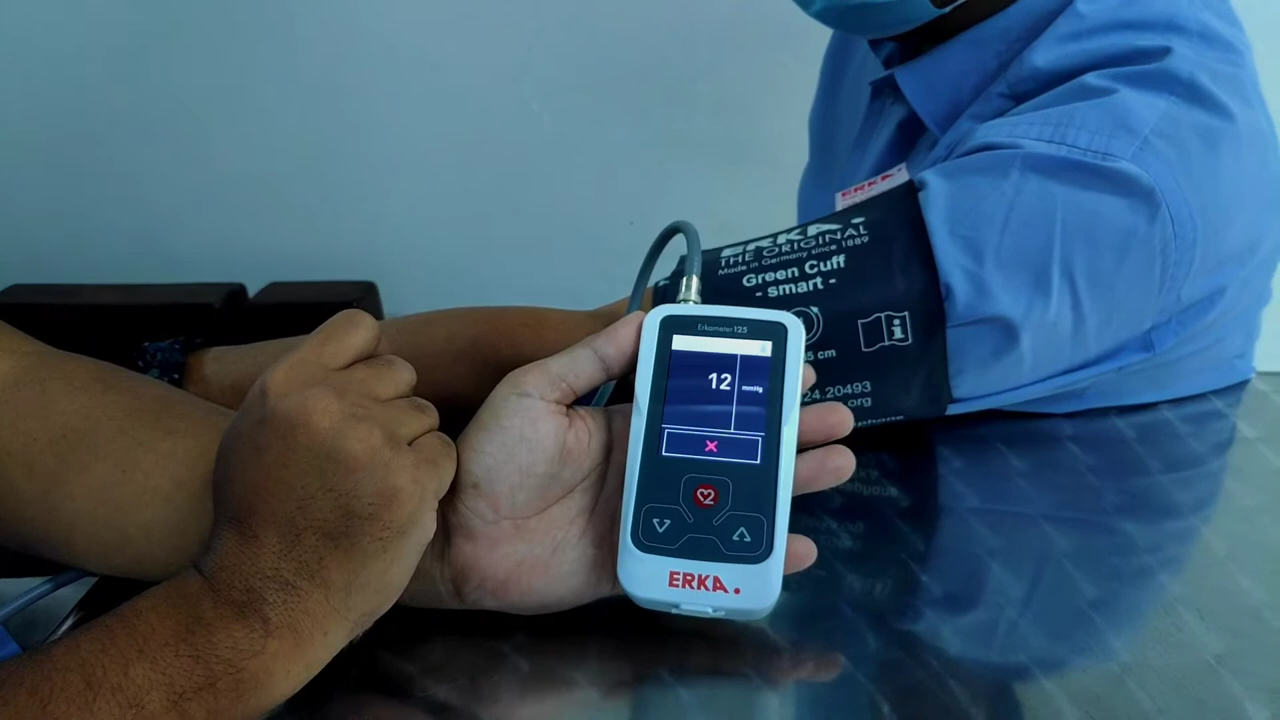 ERKA.
ERKA.
THE ORIGINAL
Made in Germany since 1889
Green Cuff
- smart -
Erkameter 125
12
mmHg
5 cm
24.20493
org
ERKA.